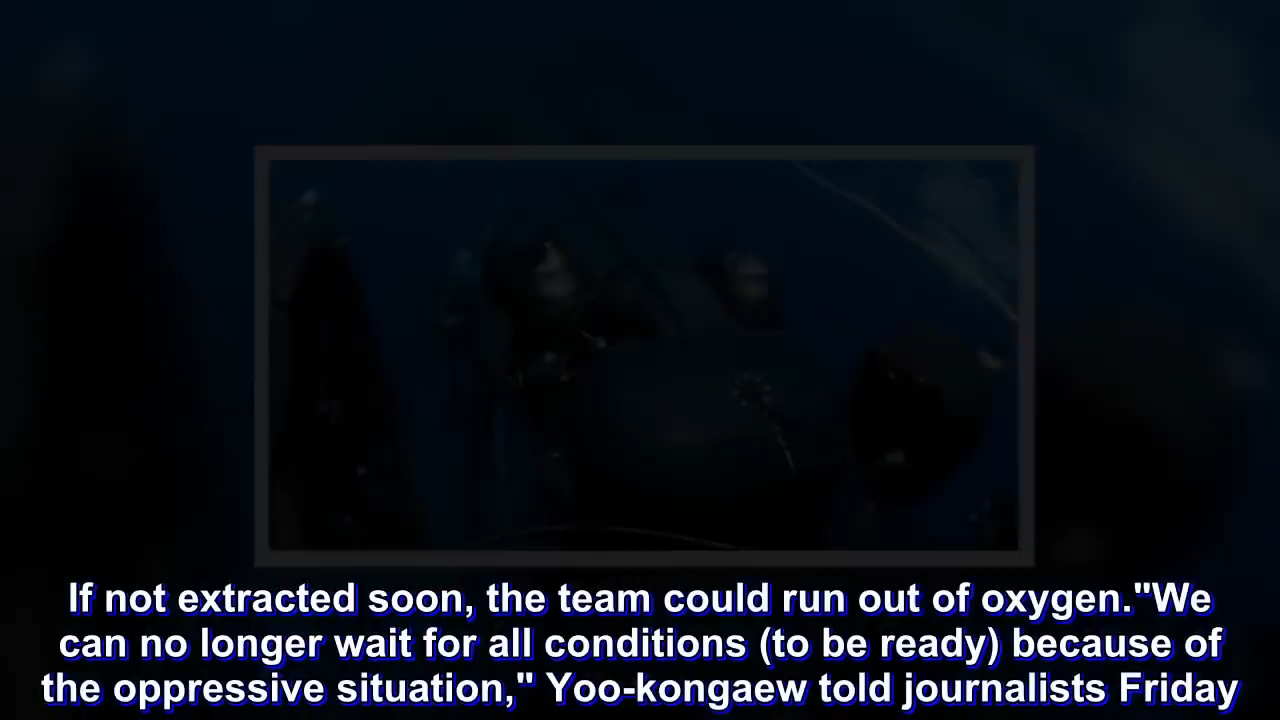 If not extracted soon, the team could run out of oxygen."We
can no longer wait for all conditions (to be ready) because of
the oppressive situation," Yoo-kongaew told journalists Friday